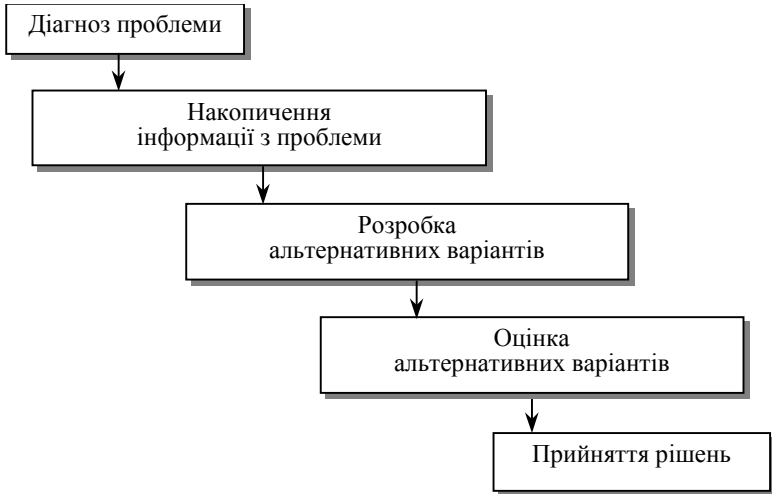 Діагноз проблеми
Накопичення
інформації з проблеми
Розробка
альтернативних варіантів
Оцінка
альтернативних варіантів
Прийняття рішень